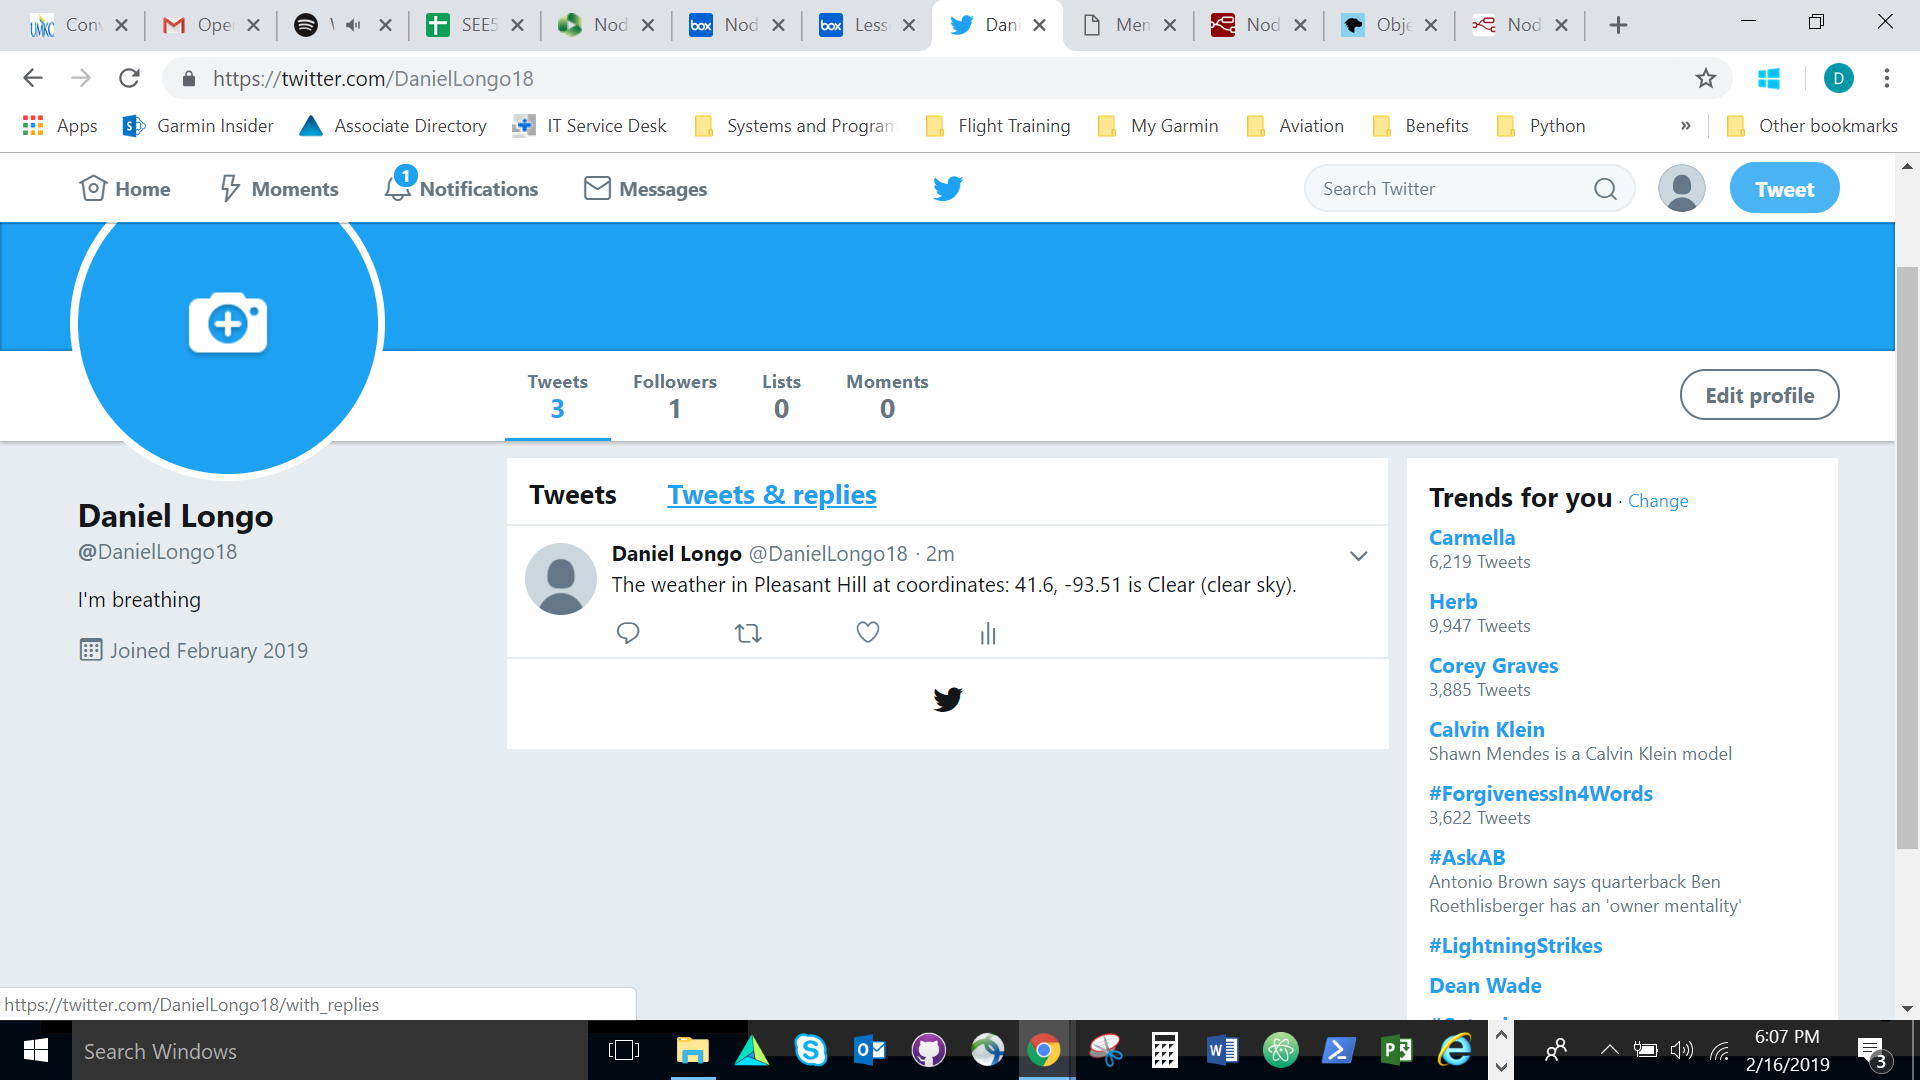 UMKC Conv
Open
SEE5
Nod
box Nod
box Less
Dani
Mem
Nod
Obje
Nod
https://twitter.com/DanielLongo18
D
Apps Garmin Insider Associate Directory IT Service Desk Systems and Program Flight Training My Garmin Aviation Benefits Python » Other bookmarks
Home Moments 1 Notifications Messages Search Twitter Tweet
Tweets Followers Lists Moments
3 1 0 0
Edit profile
Daniel Longo
@DanielLongo18
I'm breathing
Joined February 2019
Tweets Tweets & replies
Daniel Longo @DanielLongo18 · 2m
The weather in Pleasant Hill at coordinates: 41.6, -93.51 is Clear (clear sky).
Trends for you · Change
Carmella
6,219 Tweets
Herb
9,947 Tweets
Corey Graves
3,885 Tweets
Calvin Klein
Shawn Mendes is a Calvin Klein model
#ForgivenessIn4Words
3,622 Tweets
#AskAB
Antonio Brown says quarterback Ben
Roethlisberger has an 'owner mentality'
#LightningStrikes
Dean Wade
https://twitter.com/DanielLongo18/with_replies
Search Windows
6:07 PM
2/16/2019
3